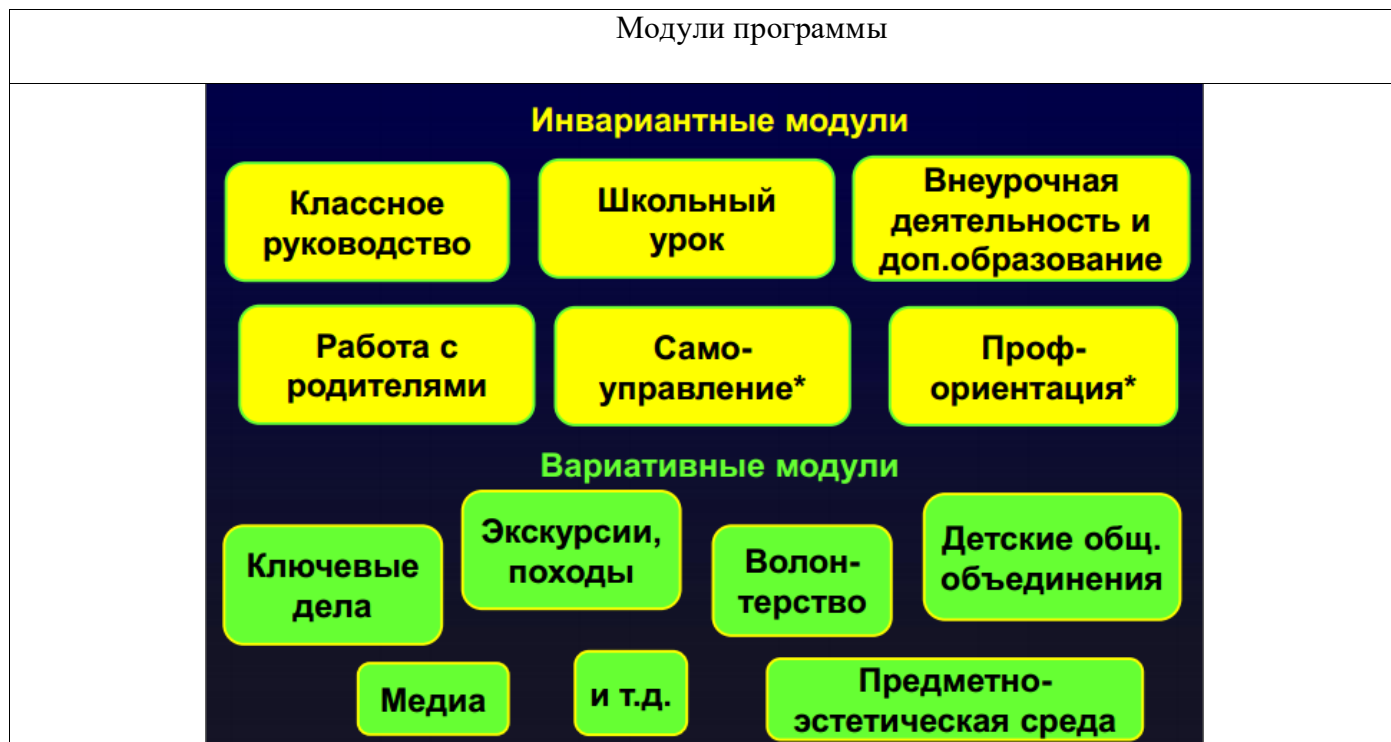 Модули программы
Инвариантные модули
Классное
руководство
Школьный
урок
Внеурочная
деятельность и
доп.образование
Работа с
родителями
Само-
управление*
Проф-
ориентация*
Вариативные модули
Ключевые
дела
Экскурсии,
походы
Волон-
терство
Детские общ.
объединения
Медиа
и т.д.
Предметно-
эстетическая среда